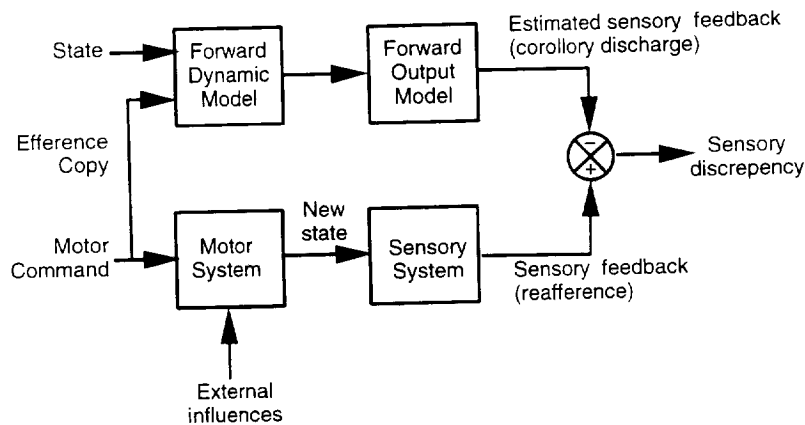 State
Forward
Dynamic
Model
Forward
Output
Model
Estimated sensory feedback
(corollory discharge)
Efference
Copy
−
+
Sensory
discrepency
Motor
Command
Motor
System
New
state
Sensory
System
Sensory feedback
(reafference)
External
influences